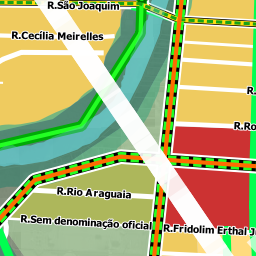 R.São Joaquim
R.Cecília Meirelles
R.
R.Ro
R.Rio Araguaia
R.Sem denominação oficial
R.Fridolim Erthal J